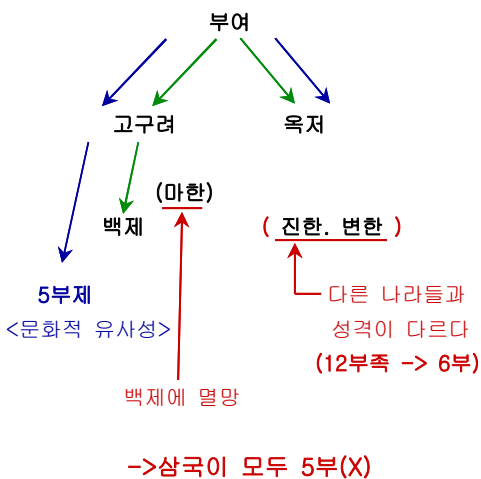 부여
고구려 옥저
(마한)
백제
( 진한. 변한 )
5부제
다른 나라들과
<문화적 유사성>
성격이 다르다
(12부족 -> 6부)
백제에 멸망
->삼국이 모두 5부(X)